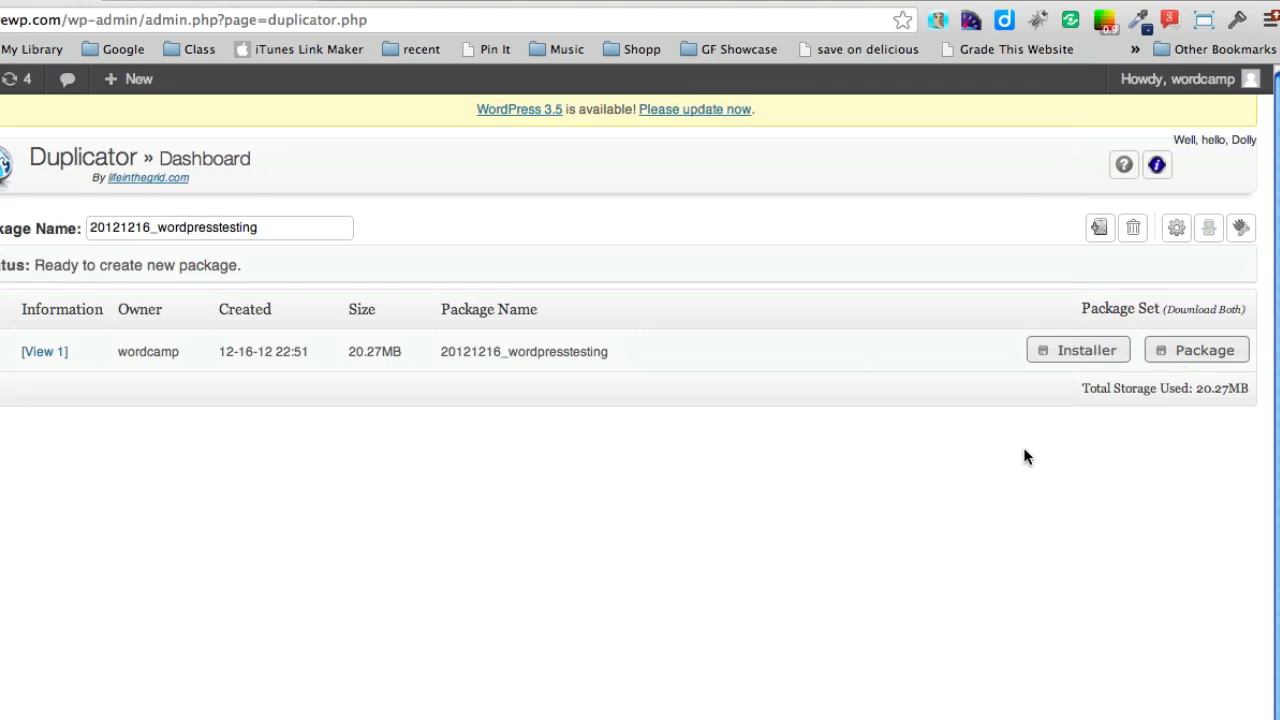 ewp.com/wp-admin/admin.php?page=duplicator.php
My Library Google Class iTunes Link Maker recent Pin It Music Shopp GF Showcase save on delicious Grade This Website » Other Bookmarks
4 + New Howdy, wordcamp
WordPress 3.5 is available! Please update now.
Well, hello, Dolly
Duplicator » Dashboard
By lifeinthegrid.com
kage Name: 20121216_wordpresstesting
tus: Ready to create new package.
Information Owner Created Size Package Name Package Set (Download Both)
[View 1] wordcamp 12-16-12 22:51 20.27MB 20121216_wordpresstesting Installer Package
Total Storage Used: 20.27MB